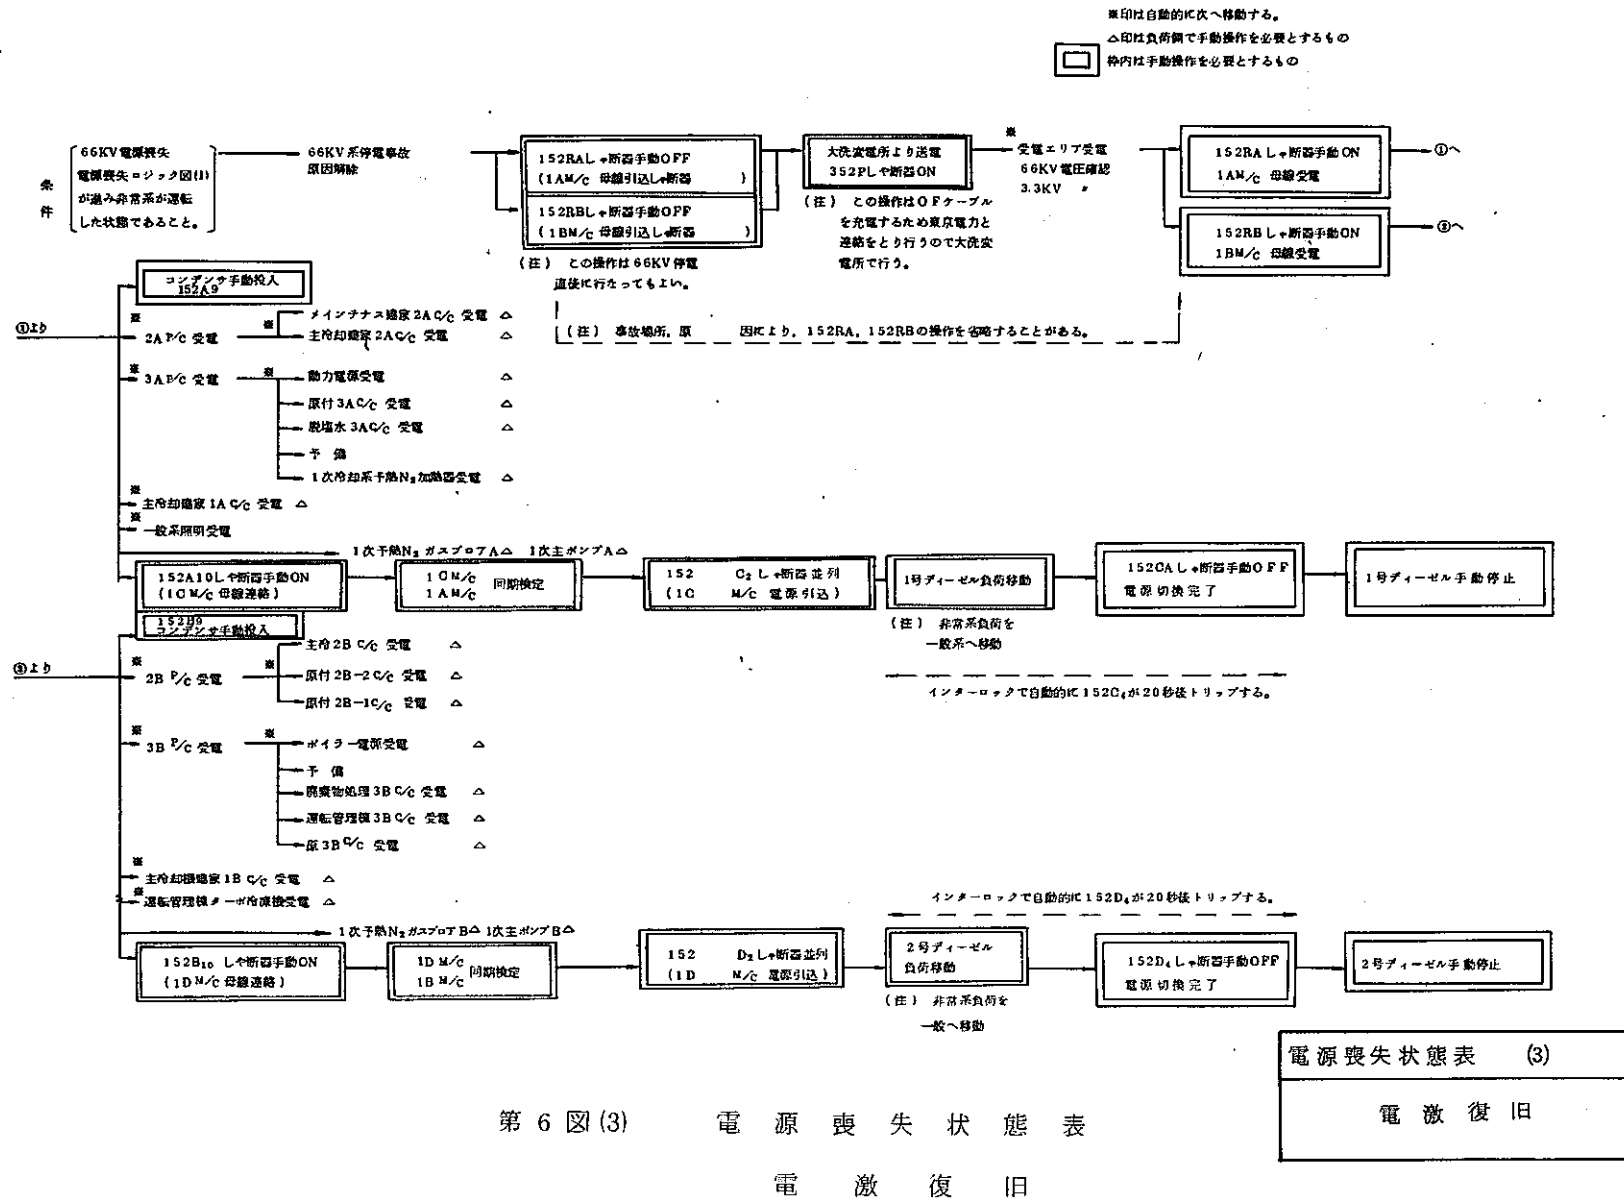 ※印は自動的に次へ移動する。
△印は負荷側で手動操作を必要とするもの
枠内は手動操作を必要とするもの
条件
66KV電源喪失
電源喪失ロジック図(1)
が進み非常系が運転
した状態であること。
66KV系停電事故
原因解除
152RAしゃ断器手動OFF
(1AM/C 母線引込しゃ断器 )
152RBしゃ断器手動OFF
(1BM/C 母線引込しゃ断器 )
(注) この操作は66KV停電
直後に行なってもよい。
大洗変電所より送電
352Pしゃ断器ON
(注) この操作はOFケーブル
を充電するため東京電力と
連絡をとり行うので大洗変
電所で行う。
※
受電エリア受電
66KV電圧確認
3.3KV 〃
152RAしゃ断器手動ON
1AM/C 母線受電
①へ
152RBしゃ断器手動ON
1BM/C 母線受電
②へ
(注) 事故場所,原 因により,152RA,152RBの操作を省略することがある。
①より
コンデンサ手動投入
152A9
※
2AP/C 受電
※
メインテナス建家2AC/C 受電 △
主冷却建家2AC/C 受電 △
※
3AP/C 受電
※
動力電源受電 △
原付3AC/C 受電 △
脱塩水3AC/C 受電 △
予 備
1次冷却系予熱N₂加熱器受電 △
※
主冷却建家1AC/C 受電 △
※
一般系照明受電
1次予熱N₂ガスブロアA△ 1次主ポンプA△
152A10しゃ断器手動ON
(1CM/C 母線連絡)
1CM/C
1AM/C
同期検定
152 C₂しゃ断器並列
(1C M/C 電源引込)
1号ディーゼル負荷移動
(注) 非常系負荷を
一般系へ移動
152CAしゃ断器手動OFF
電源切換完了
1号ディーゼル手動停止
インターロックで自動的に152C₄が20秒後トリップする。
②より
152B9
コンデンサ手動投入
※
2B P/C 受電
※
主冷2B C/C 受電 △
原付2B-2C/C 受電 △
原付2B-1C/C 受電 △
※
3B P/C 受電
※
ボイラー電源受電 △
予 備
廃棄物処理3BC/C 受電 △
運転管理棟3BC/C 受電 △
原3BC/C 受電 △
※
主冷却機建家1BC/C 受電 △
※
運転管理棟ターボ冷凍機受電 △
1次予熱N₂ガスブロアB△ 1次主ポンプB△
152B₁₀ しゃ断器手動ON
(1DM/C 母線連絡)
1DM/C
1BM/C
同期検定
152 D₂しゃ断器並列
(1D M/C 電源引込)
2号ディーゼル
負荷移動
(注) 非常系負荷を
一般へ移動
インターロックで自動的に152D₄が20秒後トリップする。
152D₄しゃ断器手動OFF
電源切換完了
2号ディーゼル手動停止
電源喪失状態表 (3)
電激復旧
第6図(3) 電源喪失状態表
電激復旧